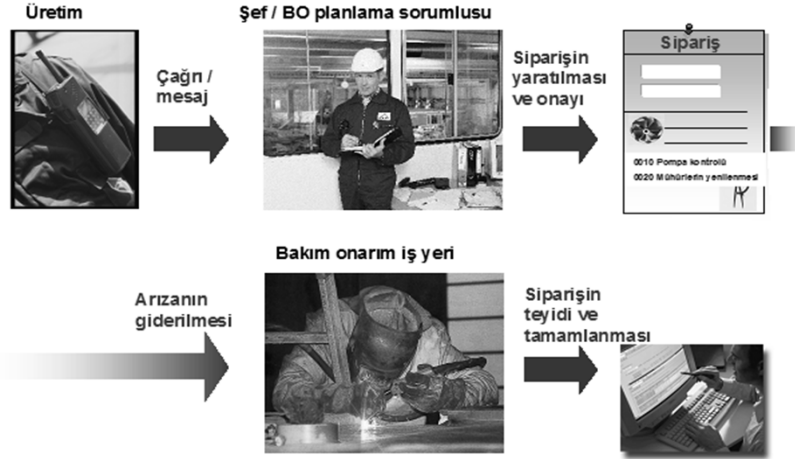 Üretim
Şef / BO planlama sorumlusu
Çağrı /
mesaj
Siparişin
yaratılması
ve onayı
Sipariş
0010 Pompa kontrolü
0020 Mühürlerin yenilenmesi
Bakım onarım iş yeri
Arızanın
giderilmesi
Siparişin
teyidi ve
tamamlanması